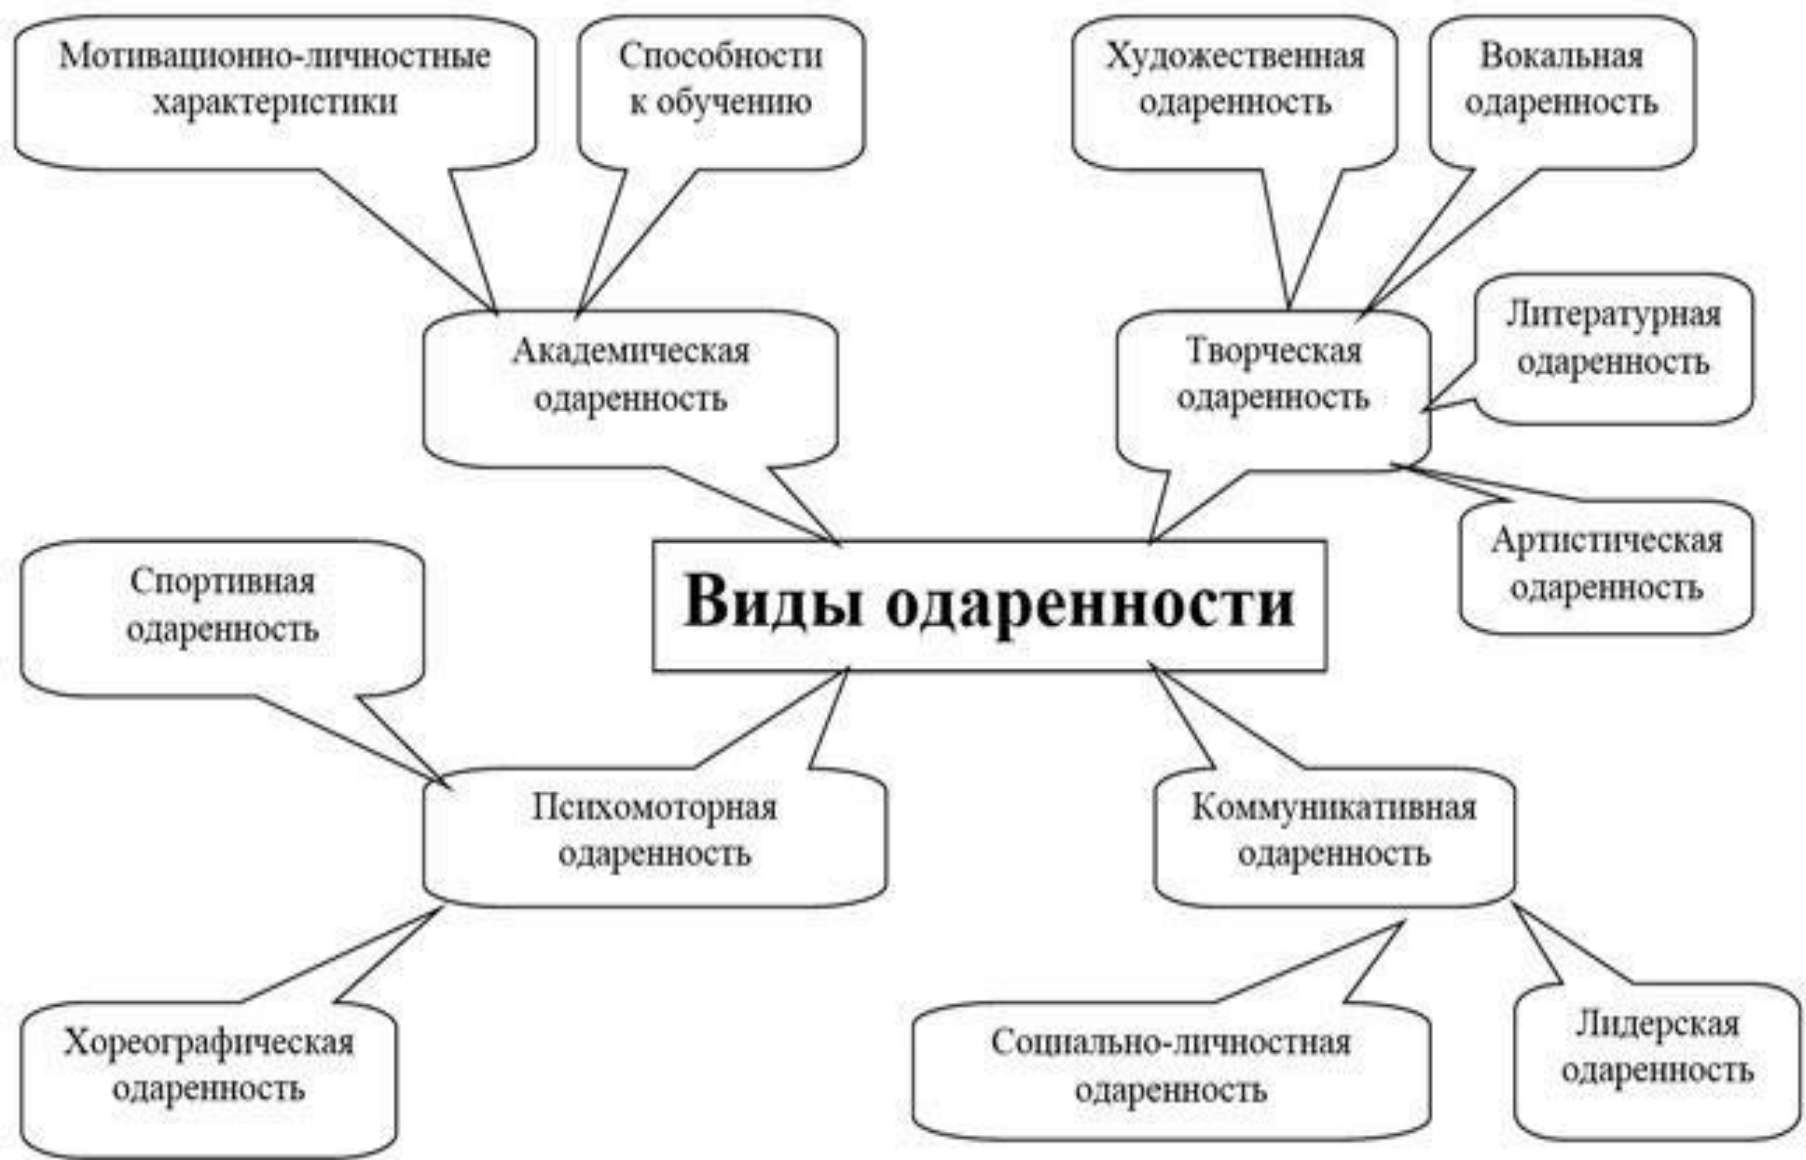 Мотивационно-личностные
характеристики
Способности
к обучению
Художественная
одаренность
Вокальная
одаренность
Академическая
одаренность
Творческая
одаренность
Литературная
одаренность
Артистическая
одаренность
Виды одаренности
Спортивная
одаренность
Психомоторная
одаренность
Коммуникативная
одаренность
Хореографическая
одаренность
Социально-личностная
одаренность
Лидерская
одаренность